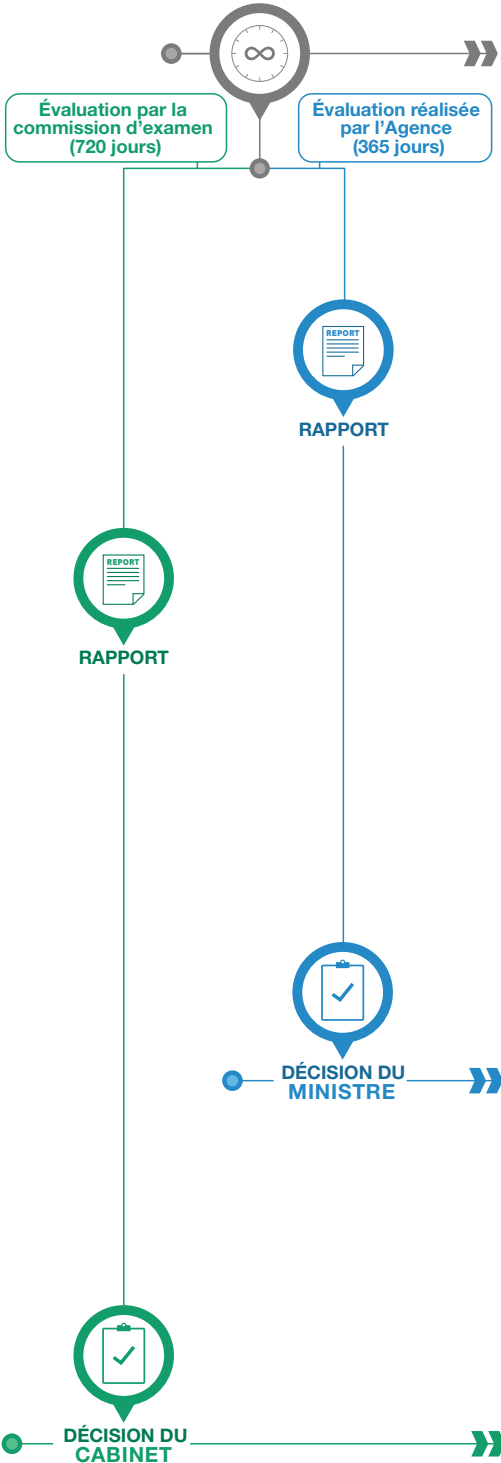 Évaluation par la
commission d'examen
(720 jours)
Évaluation réalisée
par l'Agence
(365 jours)
REPORT
RAPPORT
REPORT
RAPPORT
DÉCISION DU
MINISTRE
DÉCISION DU
CABINET